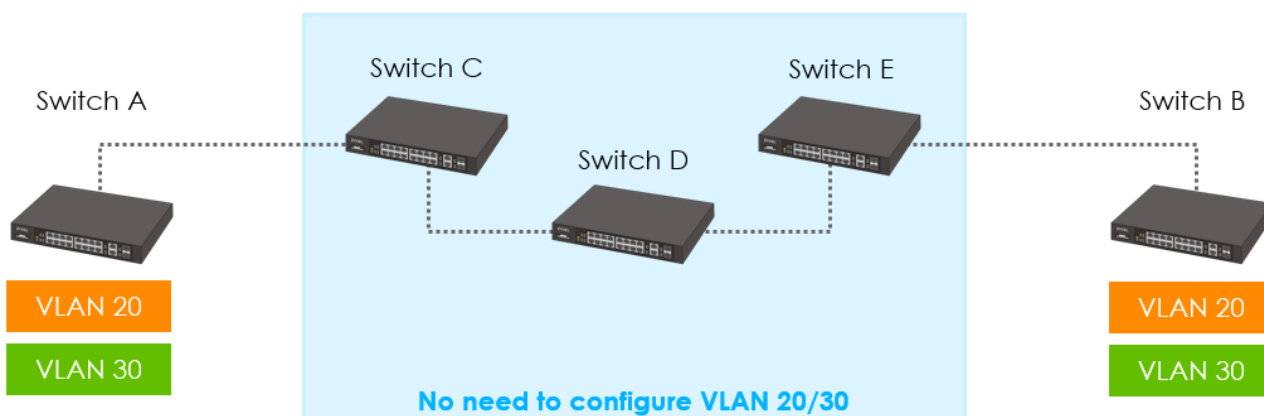 Switch C
Switch E
Switch A
Switch B
Switch D
VLAN 20
VLAN 20
VLAN 30
VLAN 30
No need to configure VLAN 20/30